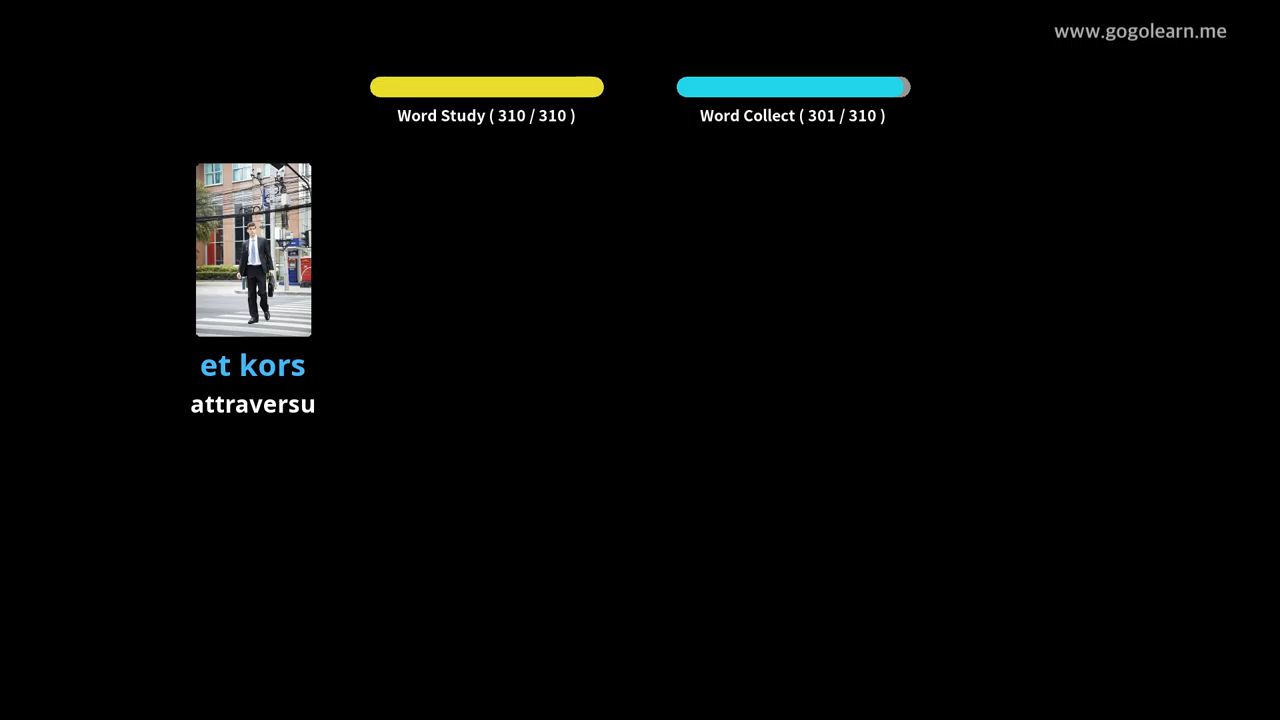 www.gogolearn.me
Word Study ( 310 / 310 )
Word Collect ( 301 / 310 )
et kors
attraversu